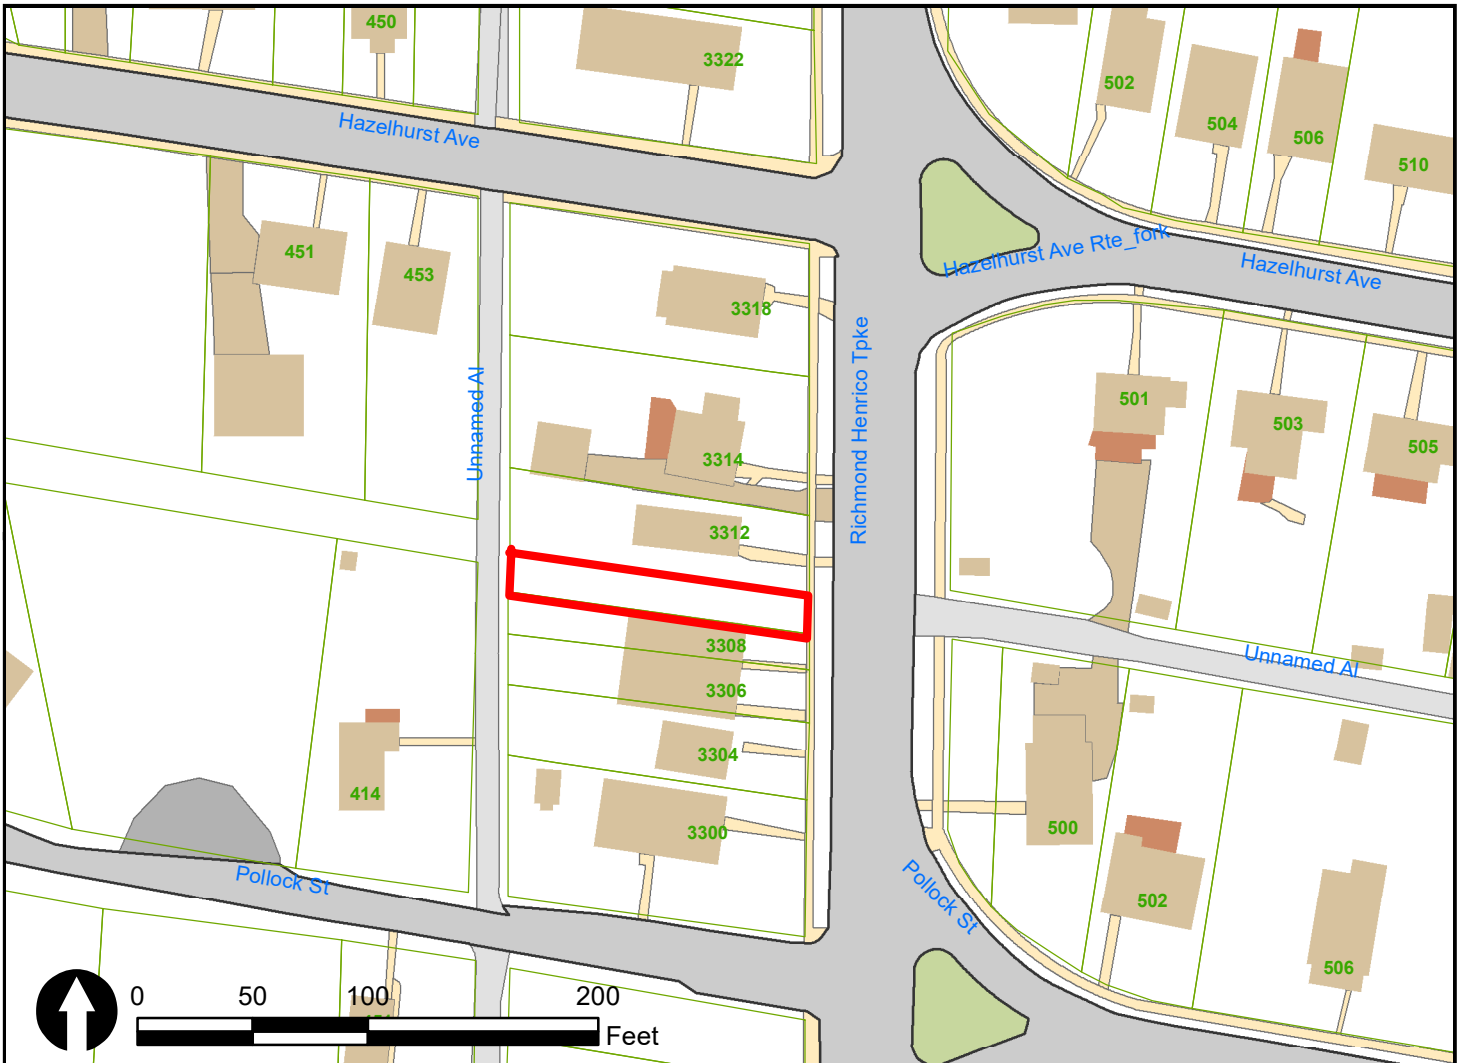 450
3322
502
504
506
510
Hazelhurst Ave
451
453
Hazelhurst Ave Rte_fork
Hazelhurst Ave
3318
Unnamed Al
Richmond Henrico Tpke
501
503
505
3314
3312
3308
3306
Unnamed Al
3304
414
3300
500
Pollock St
Pollock St
502
506
0 50 100 200
Feet